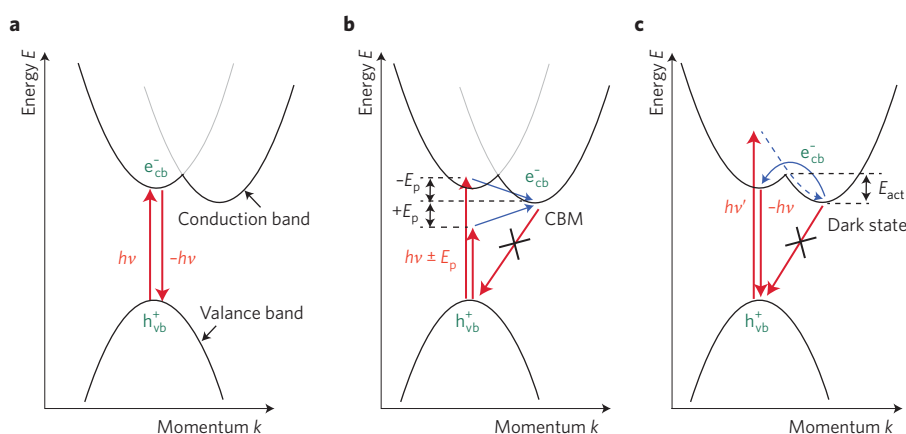 a
Energy E
e⁻cb
Conduction band
hν
–hν
h⁺vb
Valance band
Momentum k
b
Energy E
–Ep
+Ep
e⁻cb
CBM
hν ± Ep
h⁺vb
Momentum k
c
Energy E
e⁻cb
Eact
hν′
–hν
Dark state
h⁺vb
Momentum k